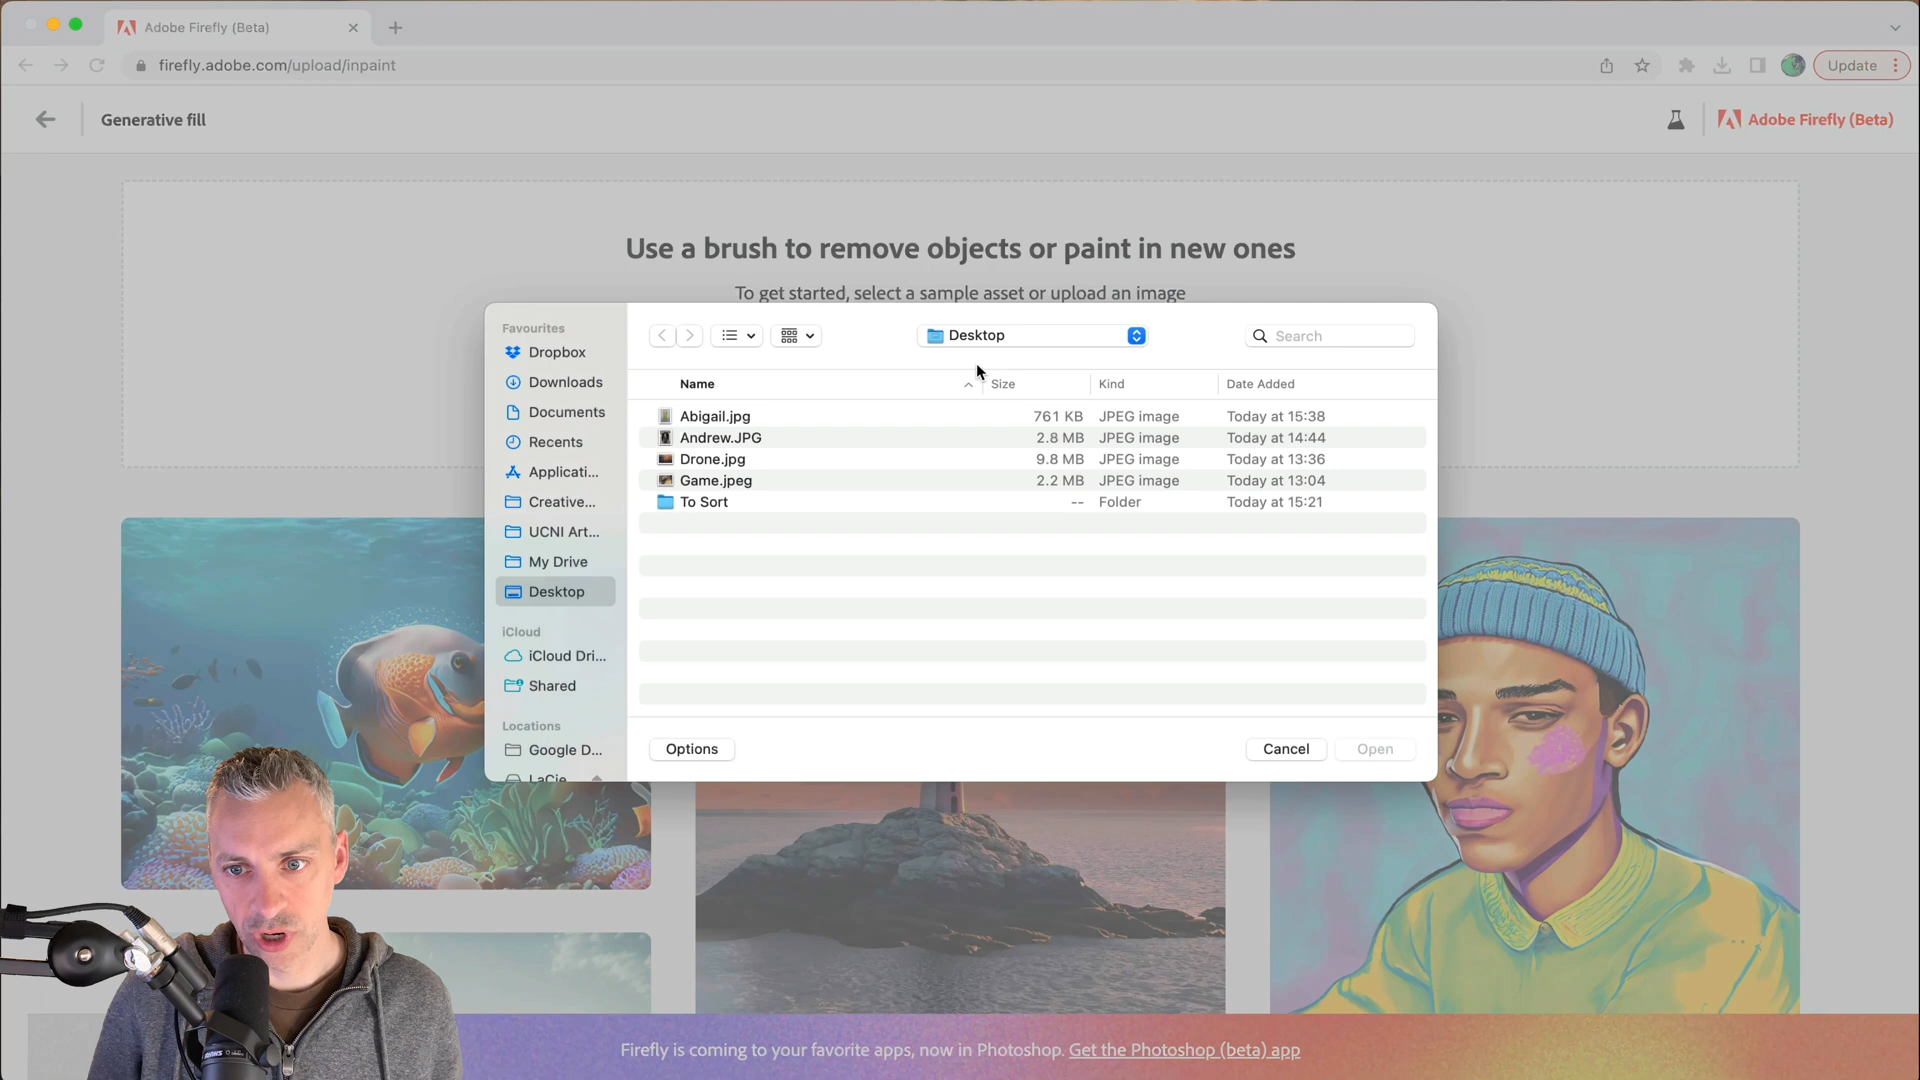 Adobe Firefly (Beta)
firefly.adobe.com/upload/inpaint
Update
Generative fill
Adobe Firefly (Beta)
Use a brush to remove objects or paint in new ones
To get started, select a sample asset or upload an image
Favourites
Dropbox
Downloads
Documents
Recents
Applicati...
Creative...
UCNI Art...
My Drive
Desktop
iCloud
iCloud Dri...
Shared
Locations
Google D...
LaCie
Desktop
Search
Name Size Kind Date Added
Abigail.jpg 761 KB JPEG image Today at 15:38
Andrew.JPG 2.8 MB JPEG image Today at 14:44
Drone.jpg 9.8 MB JPEG image Today at 13:36
Game.jpeg 2.2 MB JPEG image Today at 13:04
To Sort -- Folder Today at 15:21
Options
Cancel
Open
Firefly is coming to your favorite apps, now in Photoshop. Get the Photoshop (beta) app
SHURE